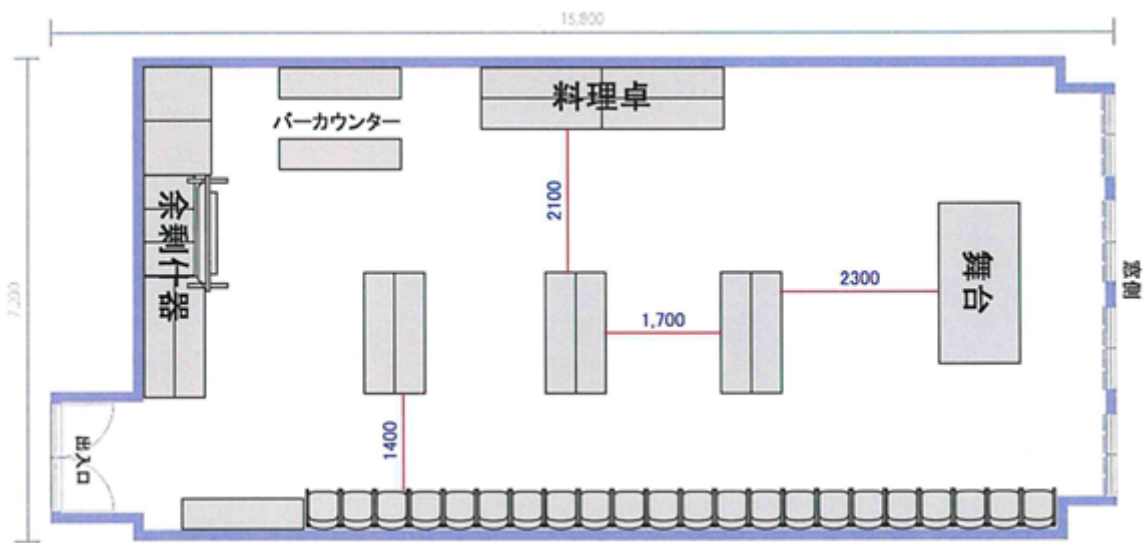 15,800
7,200
料理卓
バーカウンター
余剰什器
2100
舞台
窓側
2300
1,700
1400
出入口